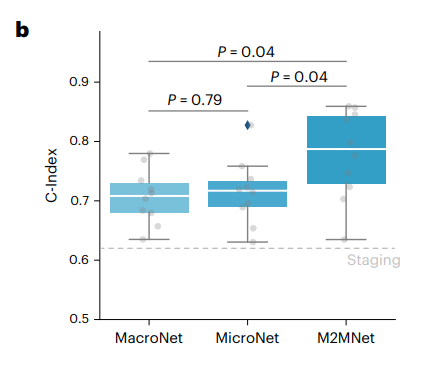 b
P = 0.04
P = 0.04
P = 0.79
0.9
0.8
0.7
0.6
0.5
C-Index
Staging
MacroNet
MicroNet
M2MNet